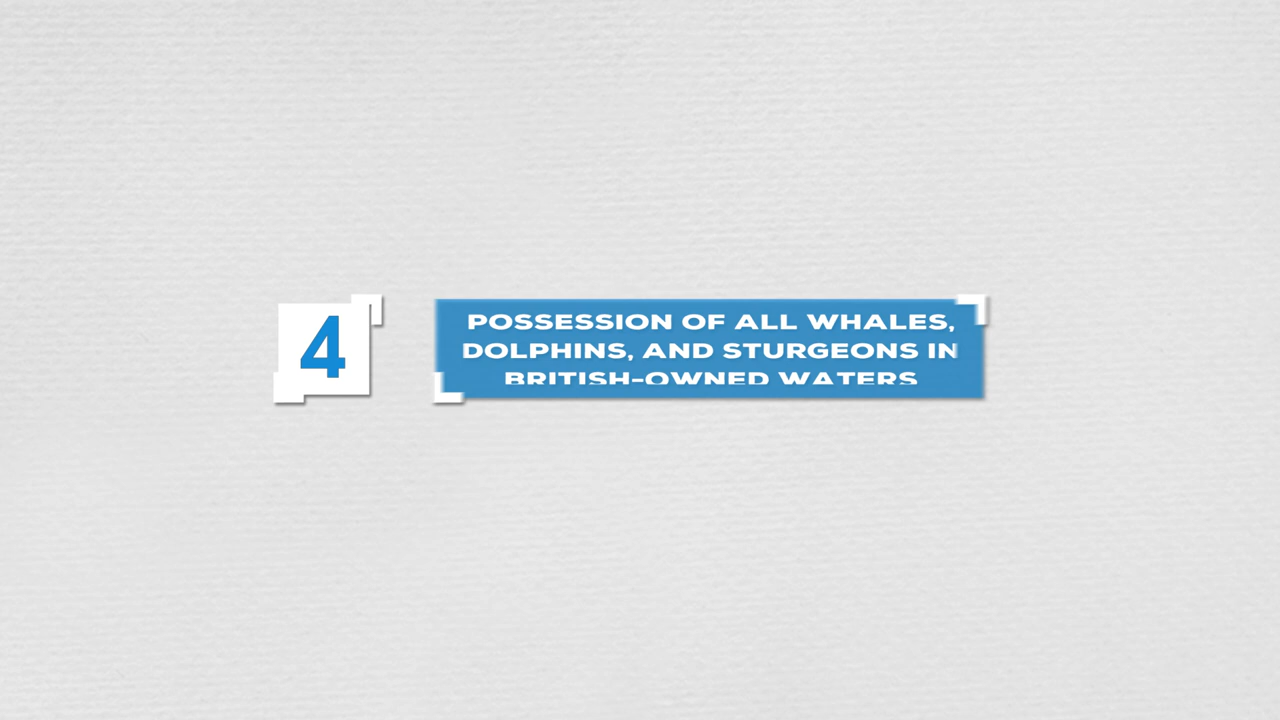 4
POSSESSION OF ALL WHALES,
DOLPHINS, AND STURGEONS IN
BRITISH-OWNED WATERS